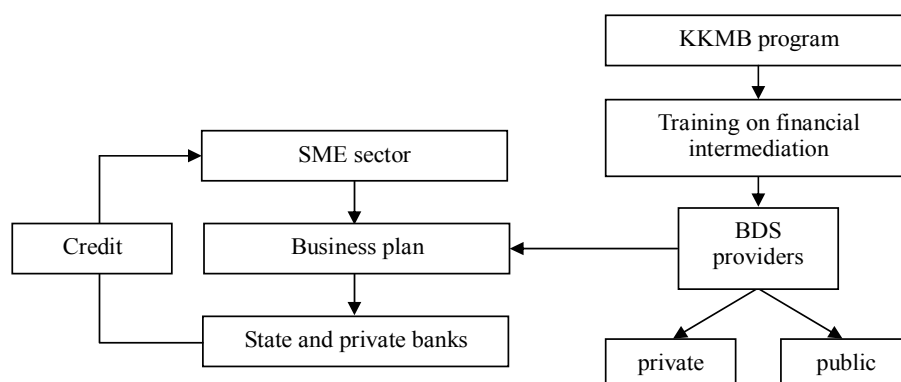 KKMB program
Training on financial
intermediation
SME sector
BDS
providers
Credit
Business plan
State and private banks
private
public